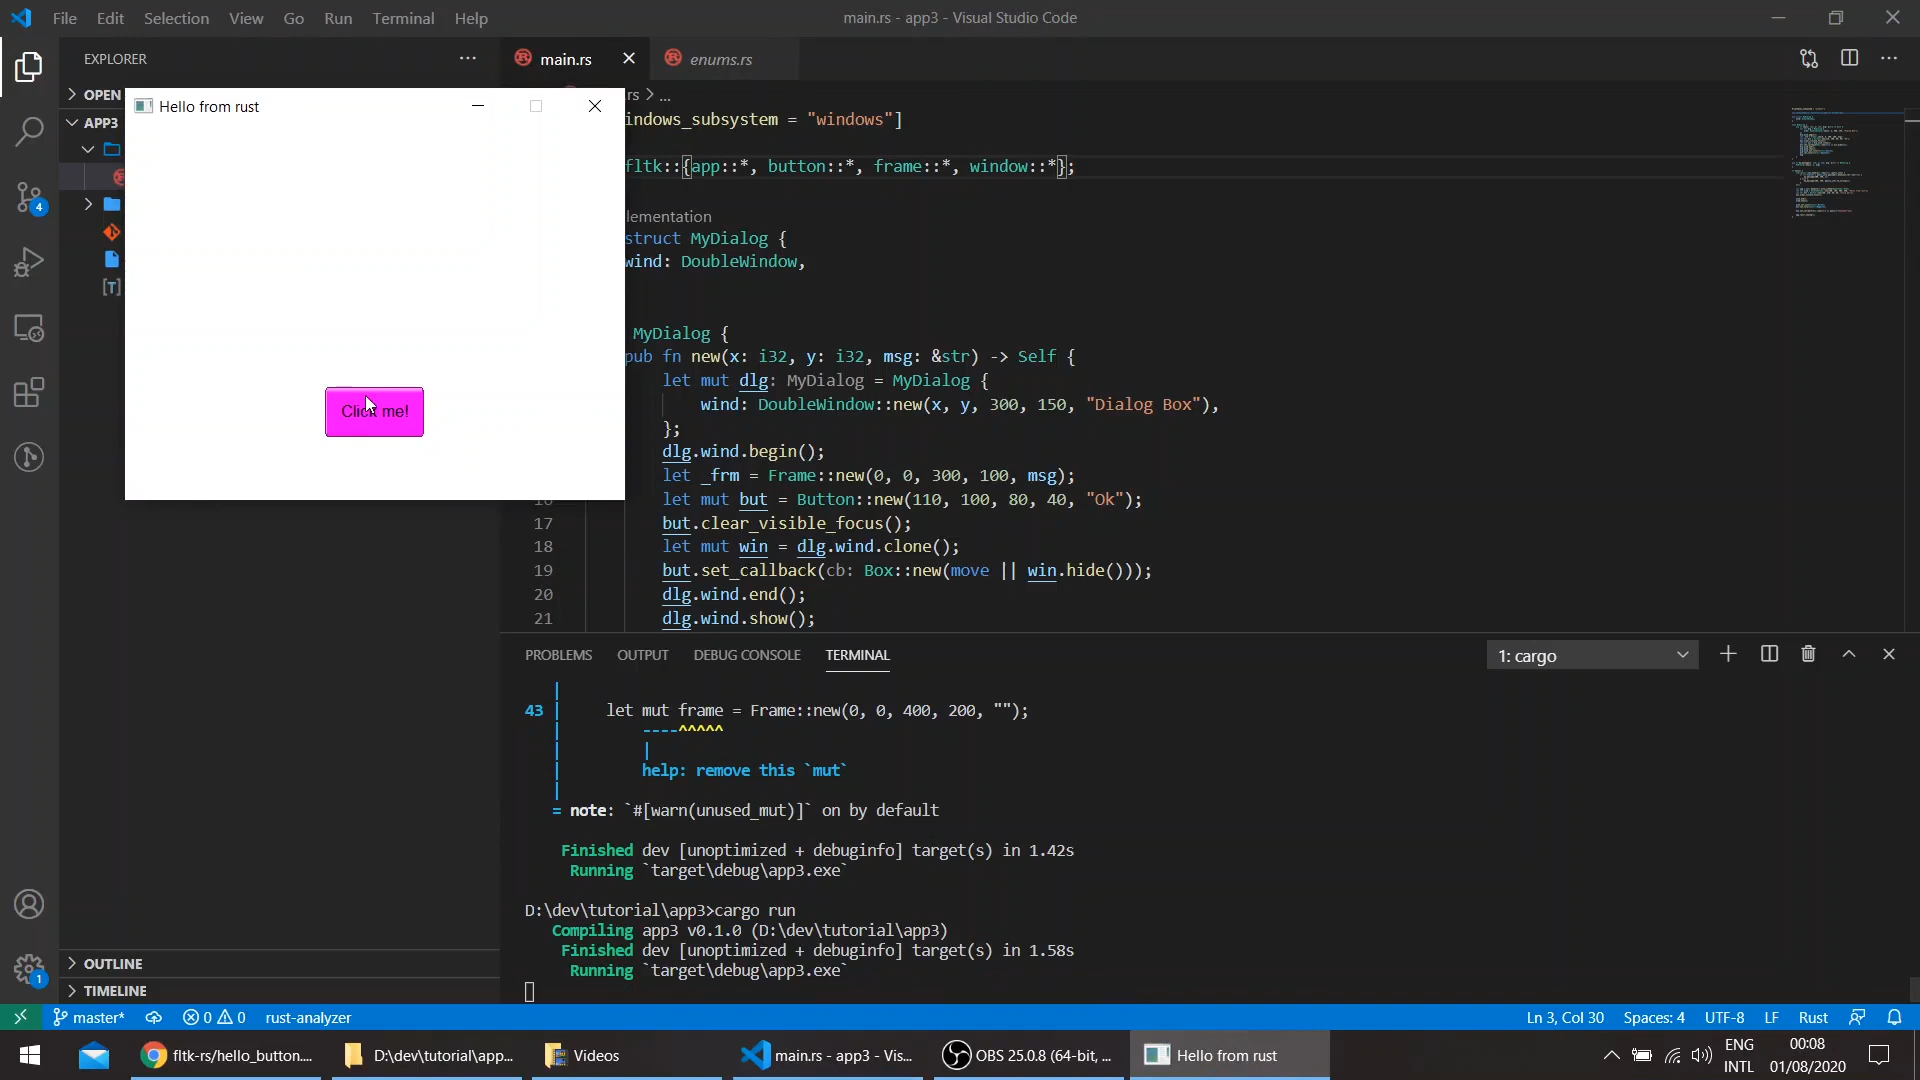 File Edit Selection View Go Run Terminal Help
main.rs - app3 - Visual Studio Code
EXPLORER
OPEN
APP3
main.rs
enums.rs
Hello from rust
Click me!
rs > ...
indows_subsystem = "windows"]
fltk::{app::*, button::*, frame::*, window::*};
lementation
struct MyDialog {
wind: DoubleWindow,
MyDialog {
pub fn new(x: i32, y: i32, msg: &str) -> Self {
let mut dlg: MyDialog = MyDialog {
wind: DoubleWindow::new(x, y, 300, 150, "Dialog Box"),
};
dlg.wind.begin();
let _frm = Frame::new(0, 0, 300, 100, msg);
let mut but = Button::new(110, 100, 80, 40, "Ok");
17 but.clear_visible_focus();
18 let mut win = dlg.wind.clone();
19 but.set_callback(cb: Box::new(move || win.hide()));
20 dlg.wind.end();
21 dlg.wind.show();
PROBLEMS OUTPUT DEBUG CONSOLE TERMINAL
1: cargo
|
43 | let mut frame = Frame::new(0, 0, 400, 200, "");
| ----^^^^^
| |
| help: remove this `mut`
|
= note: `#[warn(unused_mut)]` on by default
Finished dev [unoptimized + debuginfo] target(s) in 1.42s
Running `target\debug\app3.exe`
D:\dev\tutorial\app3>cargo run
Compiling app3 v0.1.0 (D:\dev\tutorial\app3)
Finished dev [unoptimized + debuginfo] target(s) in 1.58s
Running `target\debug\app3.exe`
4
1
OUTLINE
TIMELINE
master* 0 0 rust-analyzer
Ln 3, Col 30 Spaces: 4 UTF-8 LF Rust
fltk-rs/hello_button....
D:\dev\tutorial\app...
Videos
main.rs - app3 - Vis...
OBS 25.0.8 (64-bit, ...
Hello from rust
ENG
INTL
00:08
01/08/2020